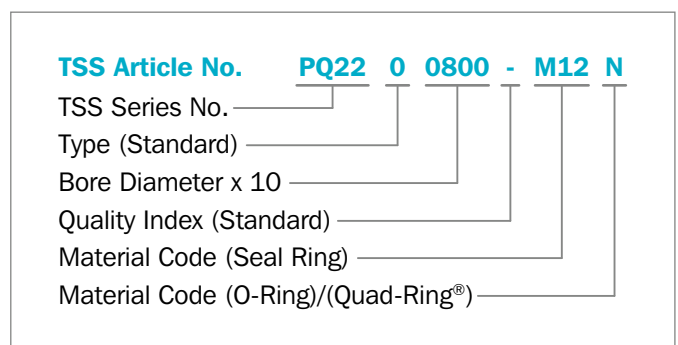 TSS Article No. PQ22 0 0800 - M12 N
TSS Series No.
Type (Standard)
Bore Diameter x 10
Quality Index (Standard)
Material Code (Seal Ring)
Material Code (O-Ring)/(Quad-Ring®)